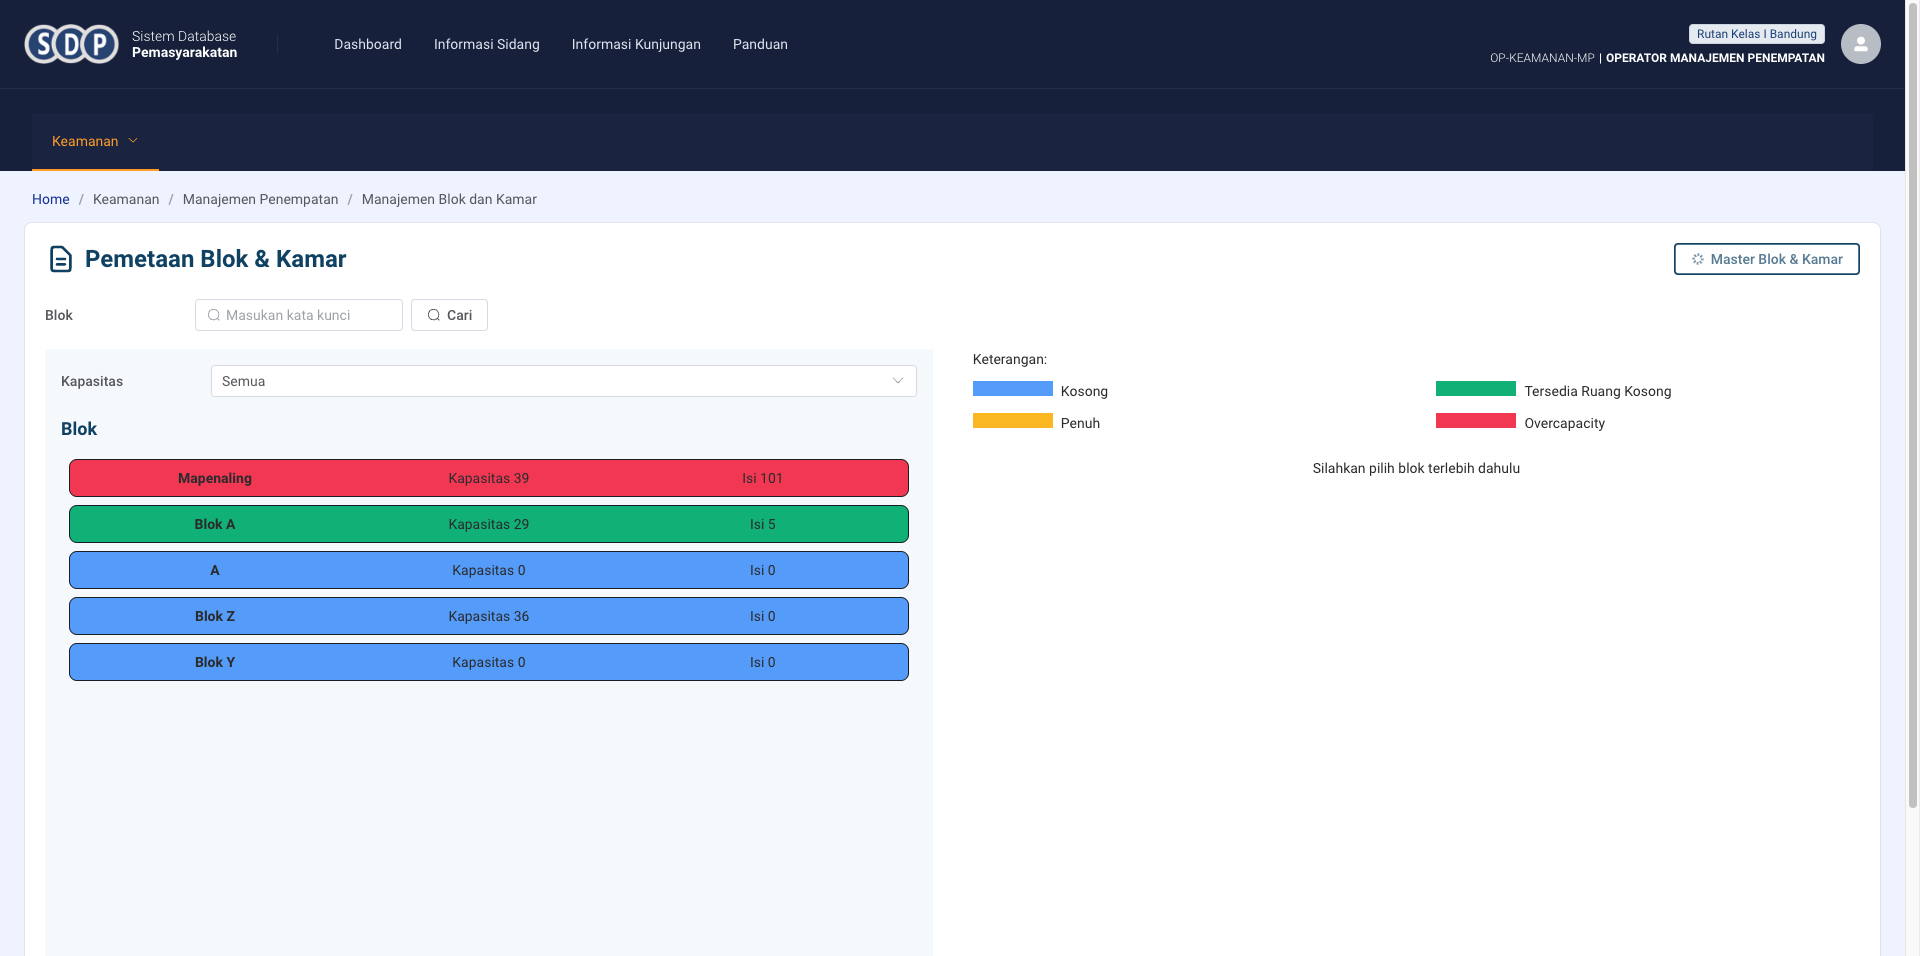 SDP
Sistem Database
Pemasyarakatan
Dashboard
Informasi Sidang
Informasi Kunjungan
Panduan
Rutan Kelas I Bandung
OP-KEAMANAN-MP | OPERATOR MANAJEMEN PENEMPATAN
Keamanan
Home / Keamanan / Manajemen Penempatan / Manajemen Blok dan Kamar
Pemetaan Blok & Kamar
Master Blok & Kamar
Blok
Masukan kata kunci
Cari
Kapasitas
Semua
Blok
Mapenaling Kapasitas 39 Isi 101
Blok A Kapasitas 29 Isi 5
A Kapasitas 0 Isi 0
Blok Z Kapasitas 36 Isi 0
Blok Y Kapasitas 0 Isi 0
Keterangan:
Kosong
Tersedia Ruang Kosong
Penuh
Overcapacity
Silahkan pilih blok terlebih dahulu